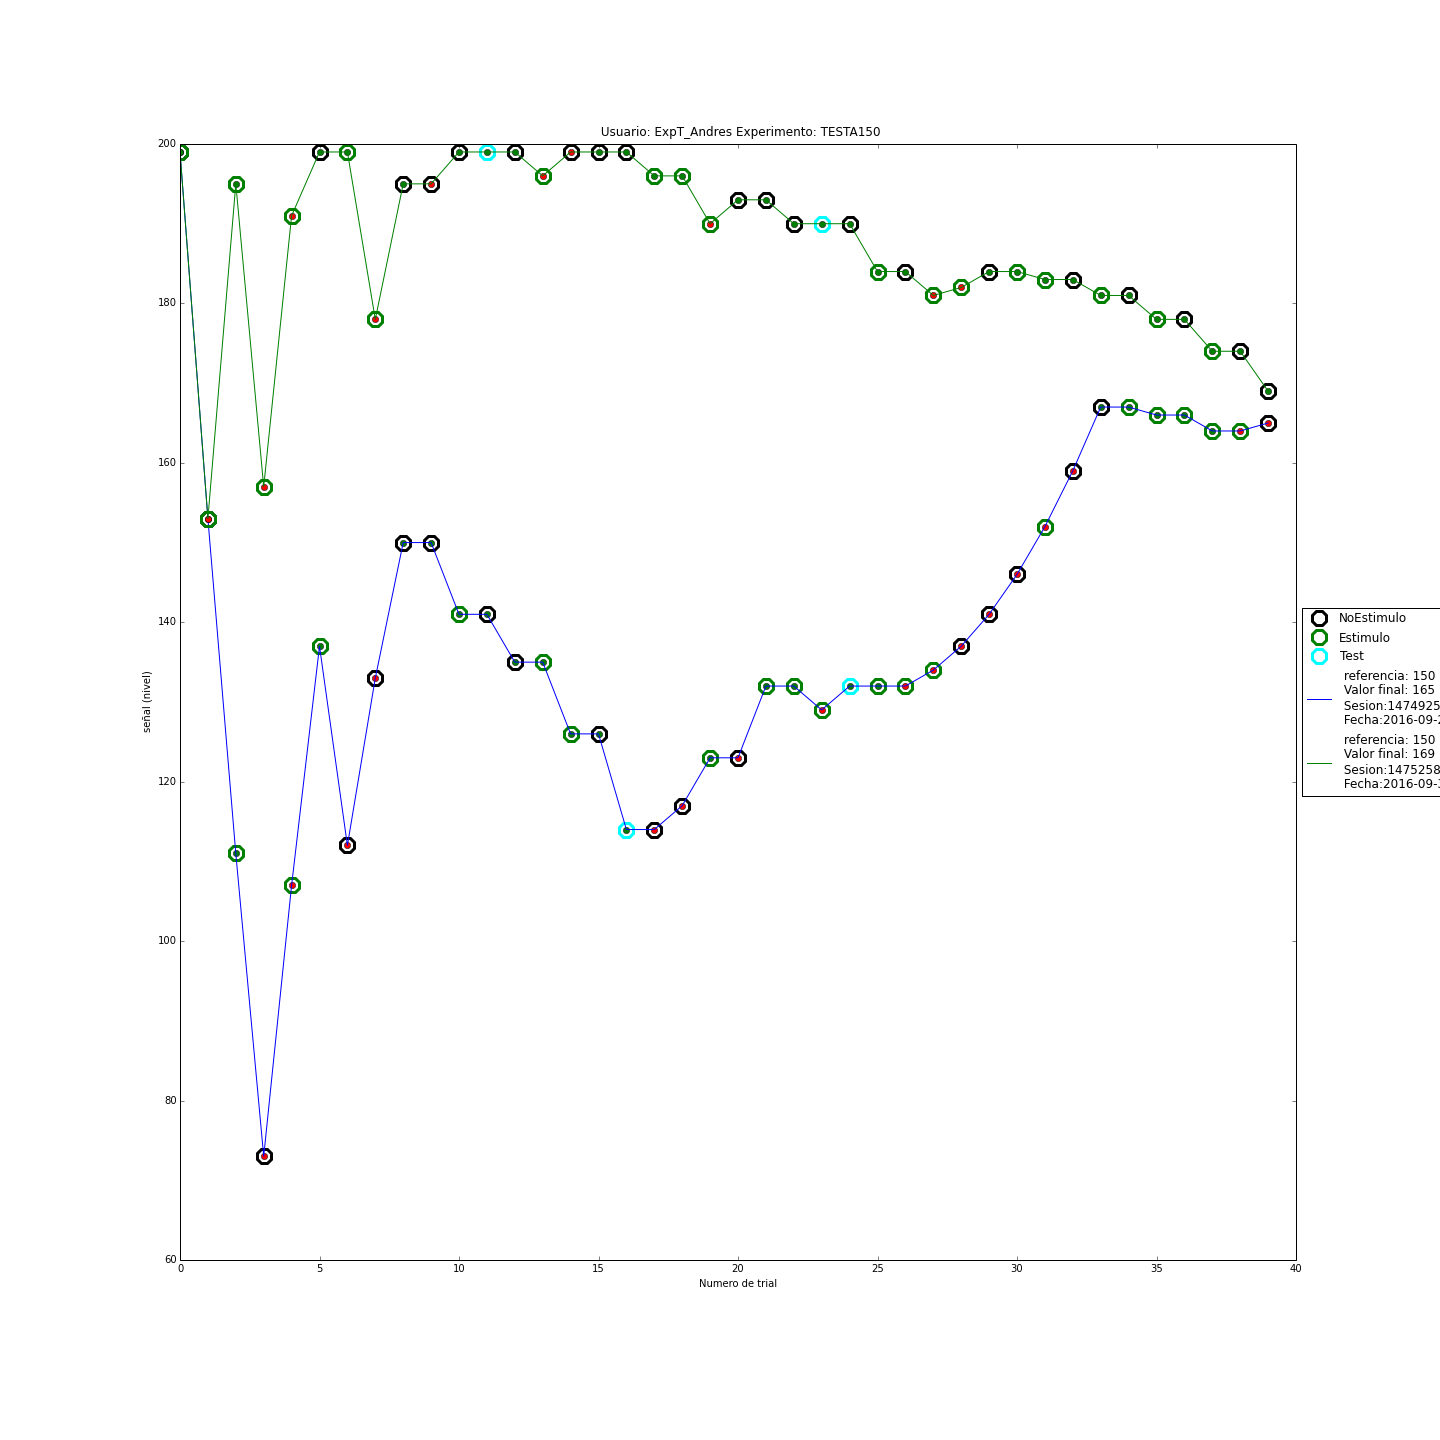 Usuario: ExpT_Andres Experimento: TESTA150
200
180
160
140
120
100
80
60
señal (nivel)
0 5 10 15 20 25 30 35 40
Numero de trial
NoEstimulo
Estimulo
Test
referencia: 150
Valor final: 165
Sesion:1474925
Fecha:2016-09-2
referencia: 150
Valor final: 169
Sesion:1475258
Fecha:2016-09-